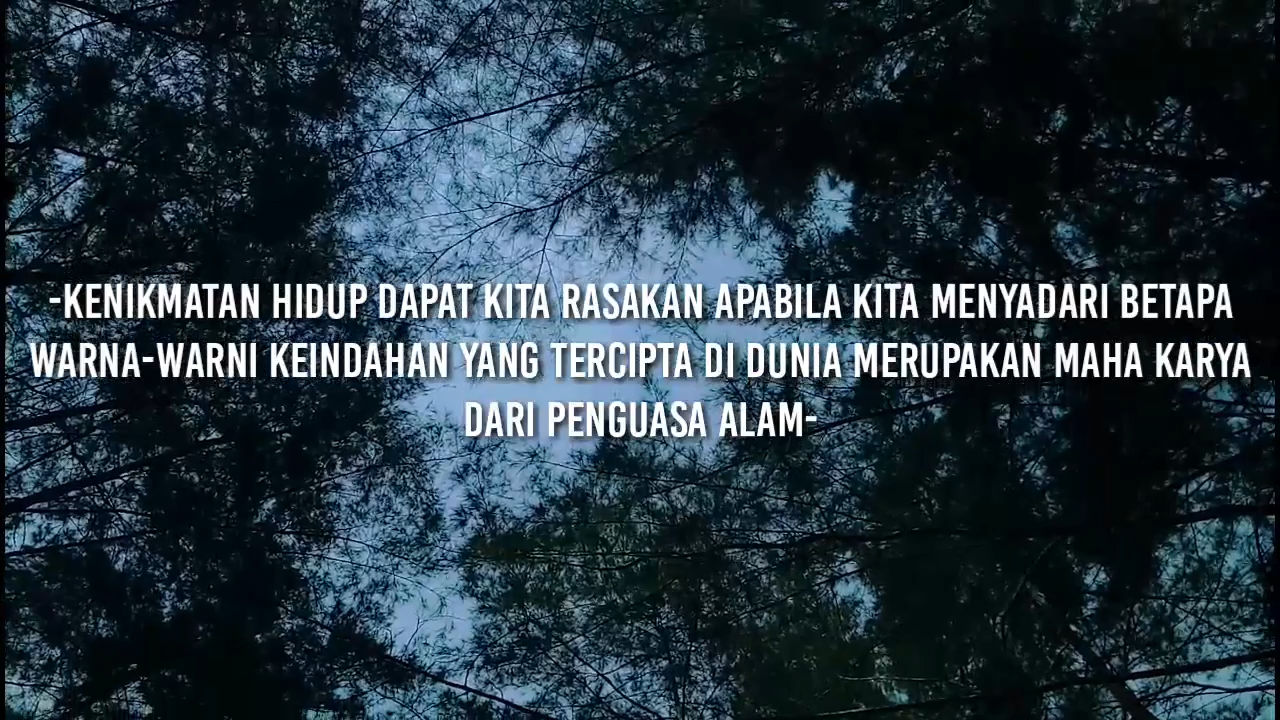 -KENIKMATAN HIDUP DAPAT KITA RASAKAN APABILA KITA MENYADARI BETAPA
WARNA-WARNI KEINDAHAN YANG TERCIPTA DI DUNIA MERUPAKAN MAHA KARYA
DARI PENGUASA ALAM-